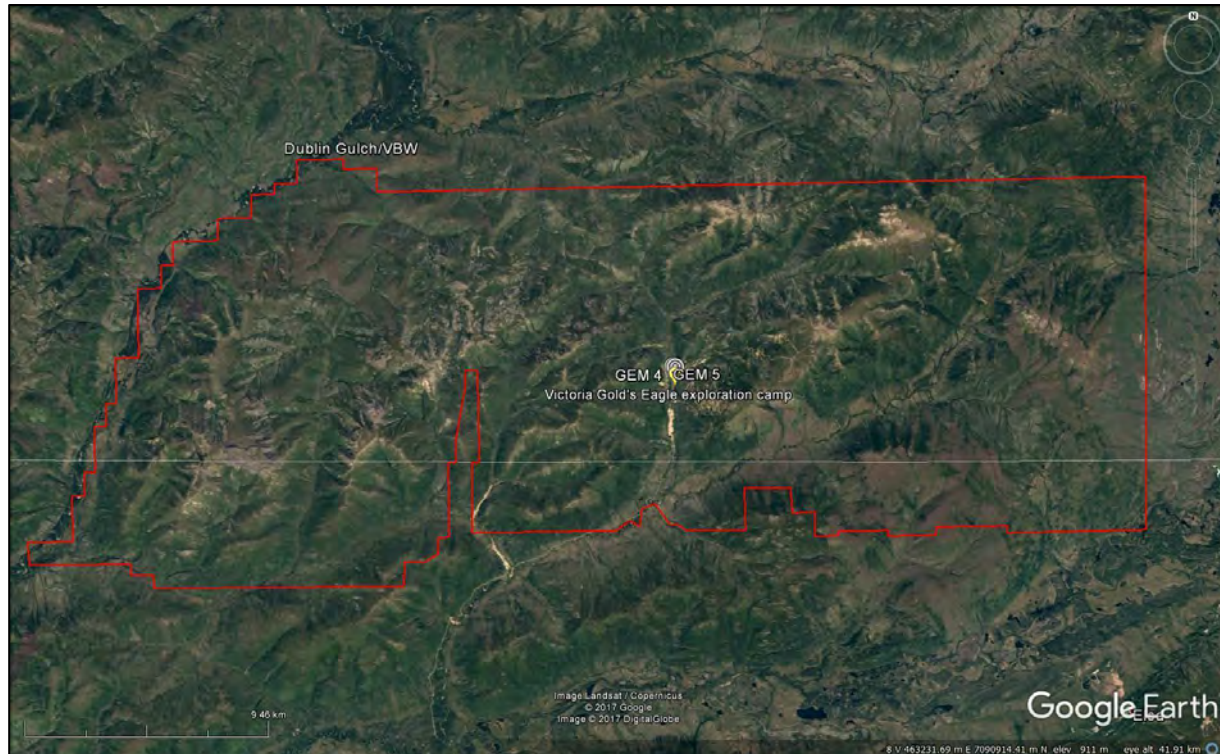 N
Dublin Gulch/VBW
GEM 4 GEM 5
Victoria Gold's Eagle exploration camp
Image Landsat / Copernicus
© 2017 Google
Image © 2017 DigitalGlobe
9.46 km
Google Earth
8 V 463231.69 m E 7090914.41 m N elev 911 m eye alt 41.91 km